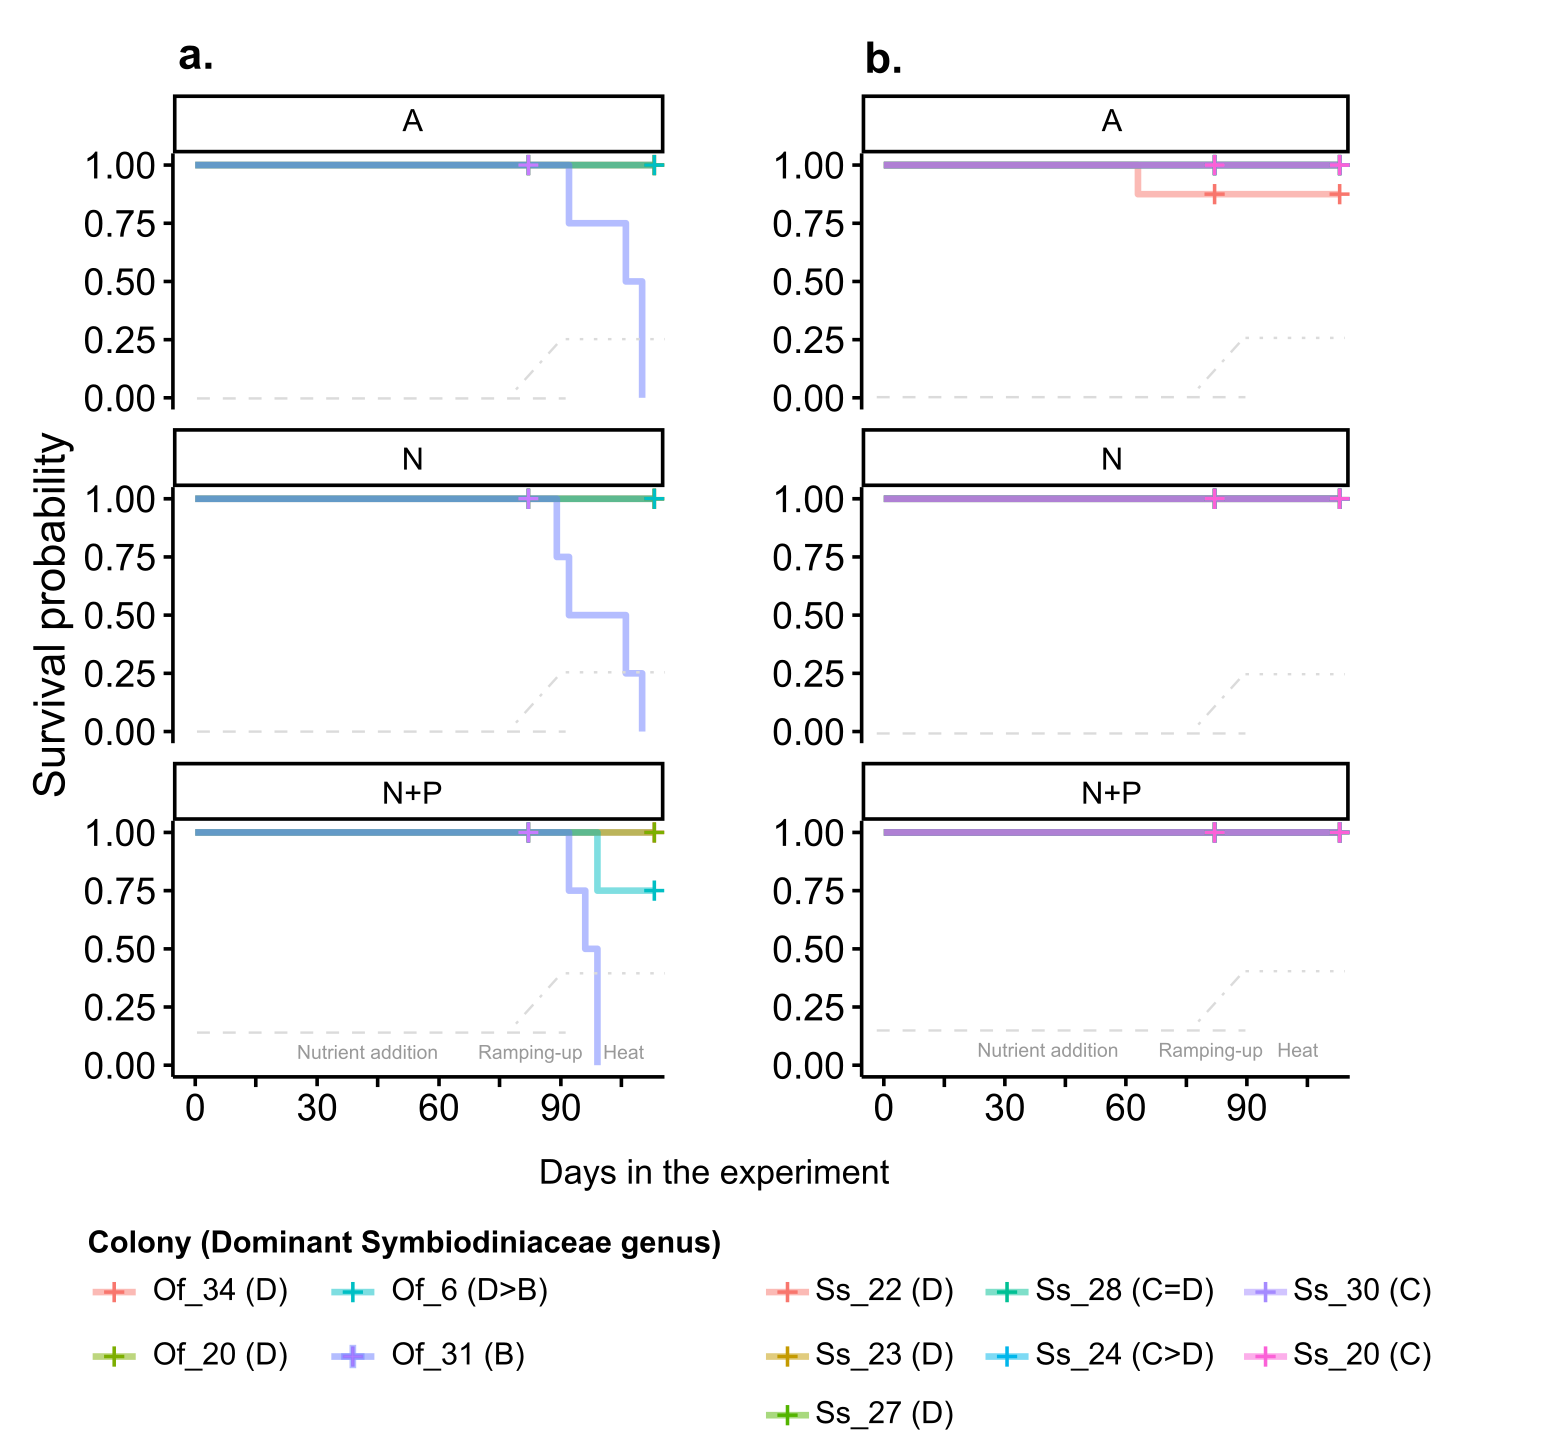 a.
b.
A
A
1.00
0.75
0.50
0.25
0.00
1.00
0.75
0.50
0.25
0.00
N
N
1.00
0.75
0.50
0.25
0.00
1.00
0.75
0.50
0.25
0.00
Survival probability
N+P
N+P
1.00
0.75
0.50
0.25
0.00
Nutrient addition Ramping-up Heat
1.00
0.75
0.50
0.25
0.00
Nutrient addition Ramping-up Heat
0 30 60 90
0 30 60 90
Days in the experiment
Colony (Dominant Symbiodiniaceae genus)
Of_34 (D) Of_6 (D>B) Ss_22 (D) Ss_28 (C=D) Ss_30 (C)
Of_20 (D) Of_31 (B) Ss_23 (D) Ss_24 (C>D) Ss_20 (C)
Ss_27 (D)